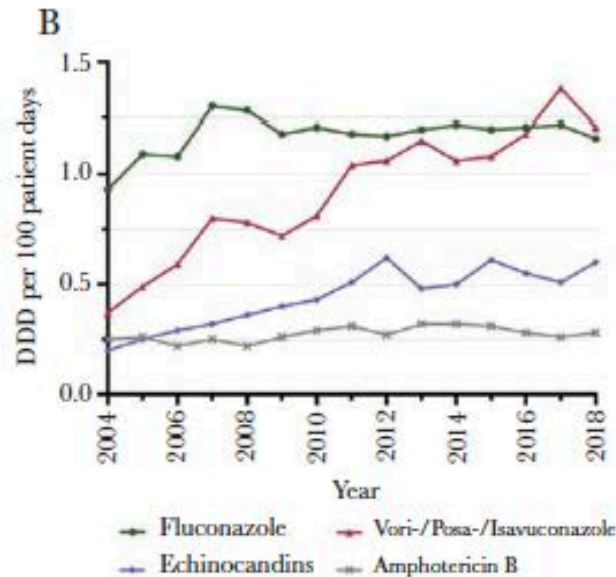 B
DDD per 100 patient days
1.5
1.0
0.5
0.0
2004
2006
2008
2010
2012
2014
2016
2018
Year
Fluconazole
Vori-/Posa-/Isavuconazole
Echinocandins
Amphotericin B